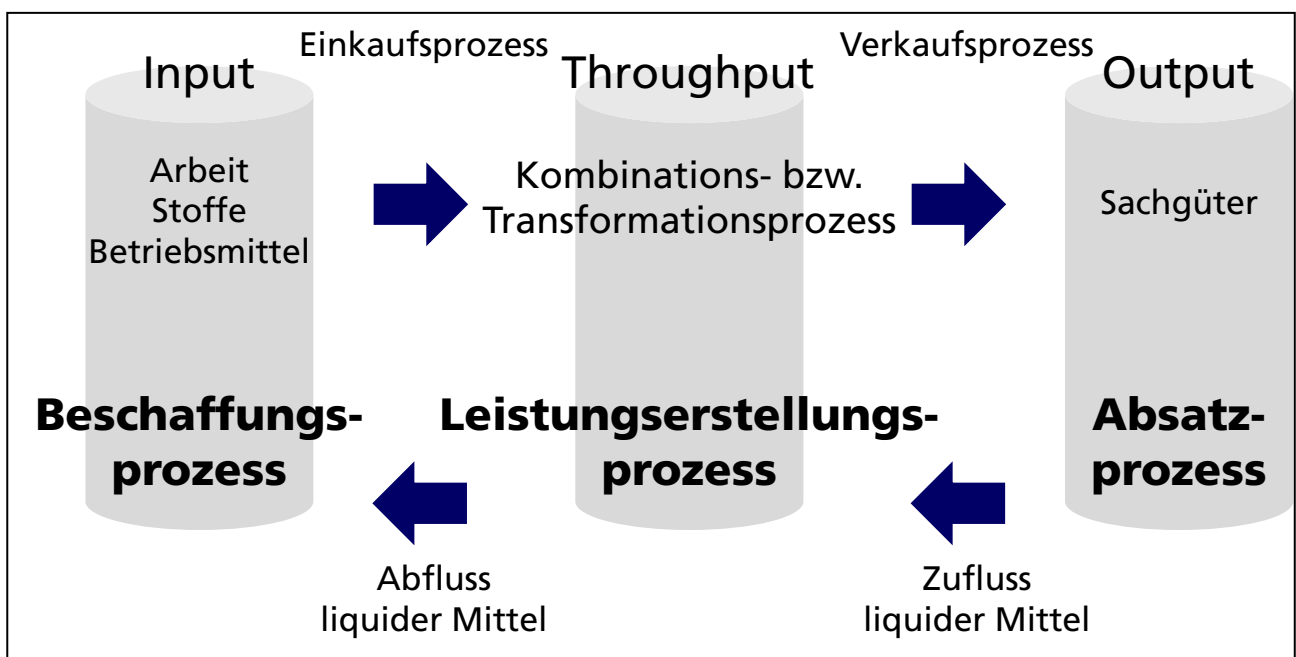 Einkaufsprozess
Verkaufsprozess
Input
Throughput
Output
Arbeit
Stoffe
Betriebsmittel
Kombinations- bzw.
Transformationsprozess
Sachgüter
Beschaffungs-
prozess
Leistungserstellungs-
prozess
Absatz-
prozess
Abfluss
liquider Mittel
Zufluss
liquider Mittel